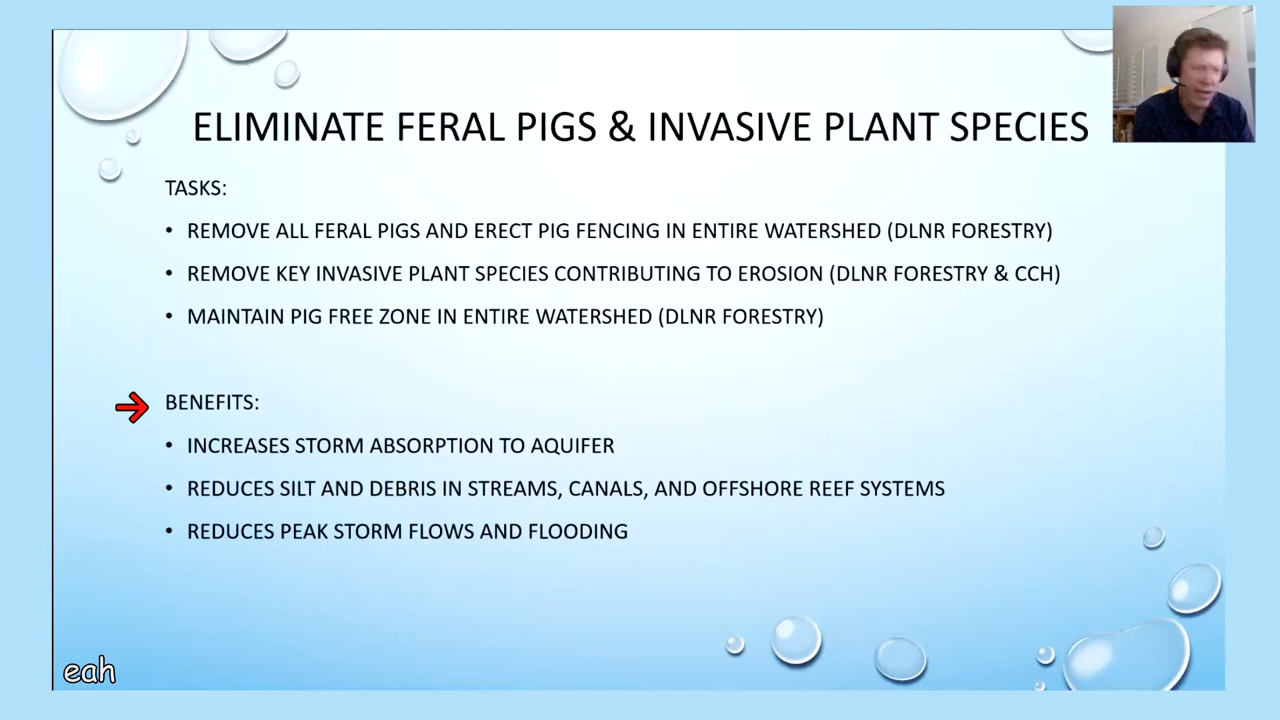 ELIMINATE FERAL PIGS & INVASIVE PLANT SPECIES
TASKS:
• REMOVE ALL FERAL PIGS AND ERECT PIG FENCING IN ENTIRE WATERSHED (DLNR FORESTRY)
• REMOVE KEY INVASIVE PLANT SPECIES CONTRIBUTING TO EROSION (DLNR FORESTRY & CCH)
• MAINTAIN PIG FREE ZONE IN ENTIRE WATERSHED (DLNR FORESTRY)
BENEFITS:
• INCREASES STORM ABSORPTION TO AQUIFER
• REDUCES SILT AND DEBRIS IN STREAMS, CANALS, AND OFFSHORE REEF SYSTEMS
• REDUCES PEAK STORM FLOWS AND FLOODING
eah